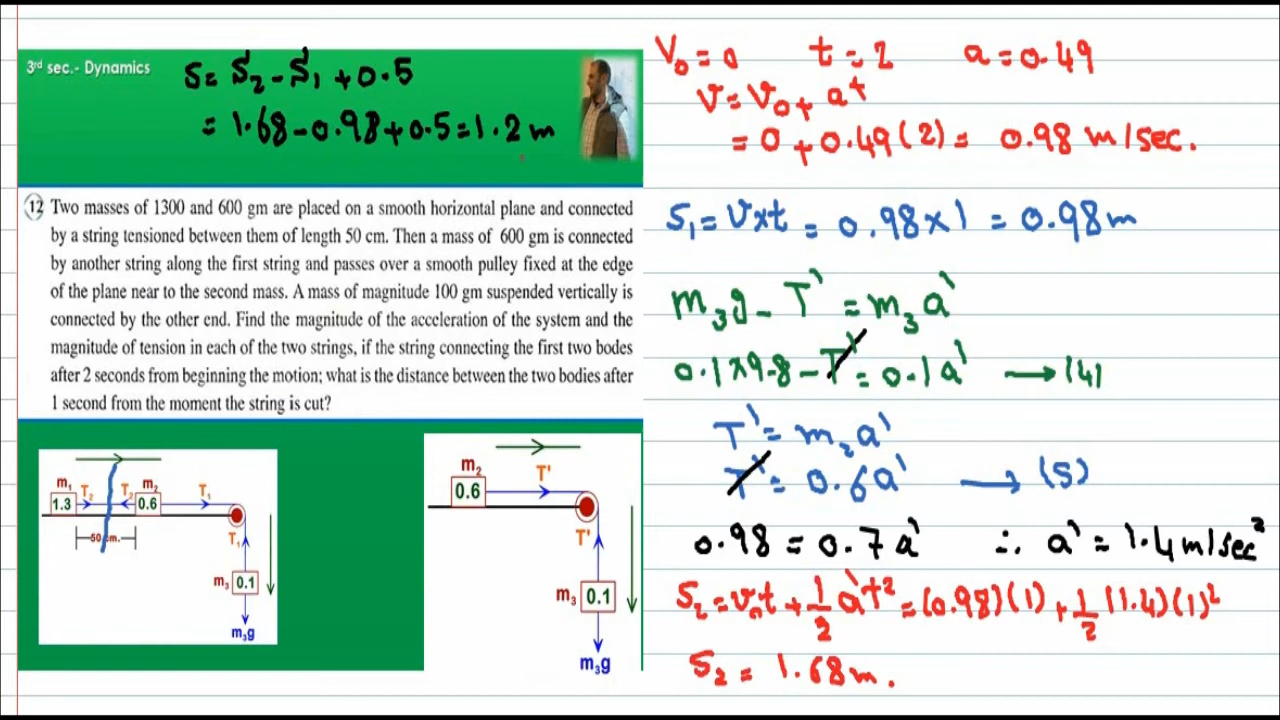 3rd sec.- Dynamics
S = S2 - S1 + 0.5
= 1.68 - 0.98 + 0.5 = 1.2 m
12 Two masses of 1300 and 600 gm are placed on a smooth horizontal plane and connected
by a string tensioned between them of length 50 cm. Then a mass of 600 gm is connected
by another string along the first string and passes over a smooth pulley fixed at the edge
of the plane near to the second mass. A mass of magnitude 100 gm suspended vertically is
connected by the other end. Find the magnitude of the acceleration of the system and the
magnitude of tension in each of the two strings, if the string connecting the first two bodes
after 2 seconds from beginning the motion; what is the distance between the two bodies after
1 second from the moment the string is cut?
m1 T2 T2 m2 T1
1.3 0.6
50 cm.
T1
m3 0.1
m3g
m2 T'
0.6
T'
m3 0.1
m3g
V0 = 0 t = 2 a = 0.49
V = V0 + at
= 0 + 0.49 (2) = 0.98 m/sec.
S1 = V×t = 0.98 × 1 = 0.98 m
m3g - T' = m3a'
0.1×9.8 - T' = 0.1a' → (4)
T' = m2a'
T' = 0.6a' → (5)
0.98 = 0.7a' ∴ a' = 1.4 m/sec²
S2 = V0t + 1/2 a't² = (0.98)(1) + 1/2 (1.4)(1)²
S2 = 1.68 m.